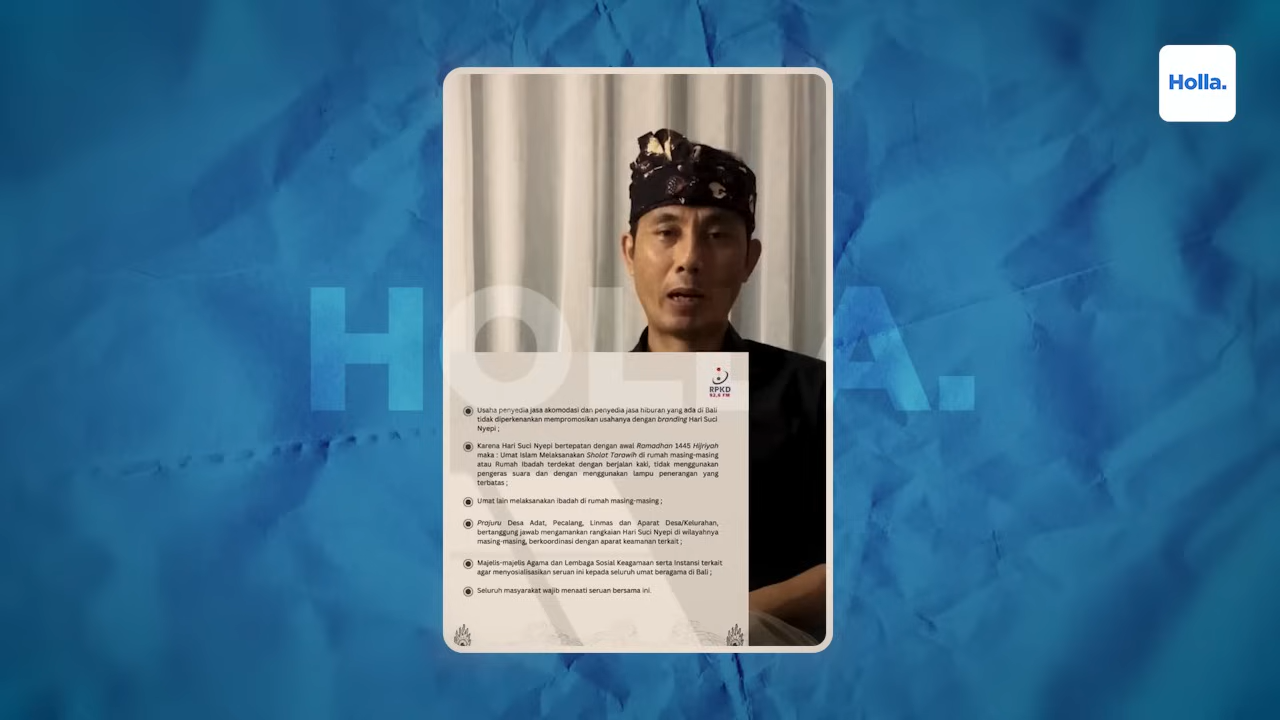 Holla.
HOLLA.
RPKD
92.6 FM
Usaha penyedia jasa akomodasi dan penyedia jasa hiburan yang ada di Bali
tidak diperkenankan mempromosikan usahanya dengan branding Hari Suci
Nyepi ;
Karena Hari Suci Nyepi bertepatan dengan awal Ramadhan 1445 Hijriyah
maka : Umat Islam Melaksanakan Sholat Tarawih di rumah masing-masing
atau Rumah Ibadah terdekat dengan berjalan kaki, tidak menggunakan
pengeras suara dan dengan menggunakan lampu penerangan yang
terbatas ;
Umat lain melaksanakan ibadah di rumah masing-masing ;
Prajuru Desa Adat, Pecalang, Linmas dan Aparat Desa/Kelurahan,
bertanggung jawab mengamankan rangkaian Hari Suci Nyepi di wilayahnya
masing-masing, berkoordinasi dengan aparat keamanan terkait ;
Majelis-majelis Agama dan Lembaga Sosial Keagamaan serta Instansi terkait
agar menyosialisasikan seruan ini kepada seluruh umat beragama di Bali ;
Seluruh masyarakat wajib menaati seruan bersama ini.